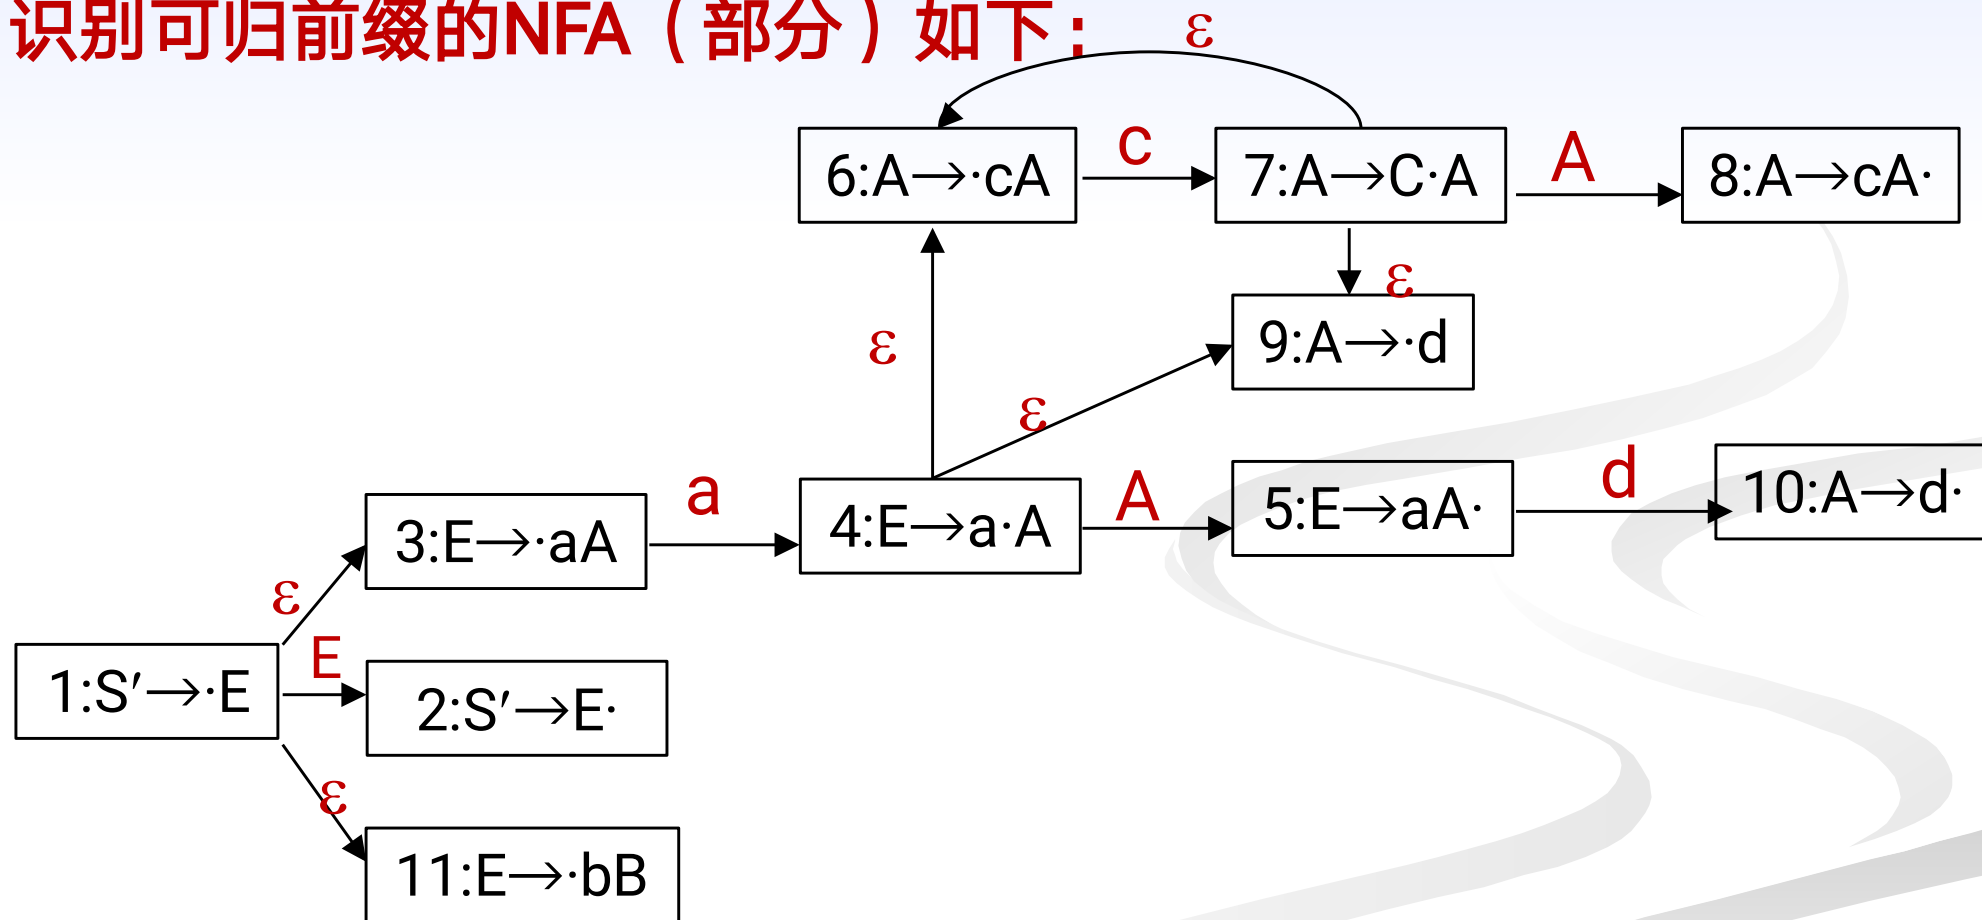 识别可归前缀的NFA（部分）如下：
ε
6:A→·cA
c
7:A→C·A
A
8:A→cA·
ε
ε
9:A→·d
ε
3:E→·aA
a
4:E→a·A
A
5:E→aA·
d
10:A→d·
ε
E
1:S′→·E
2:S′→E·
ε
11:E→·bB